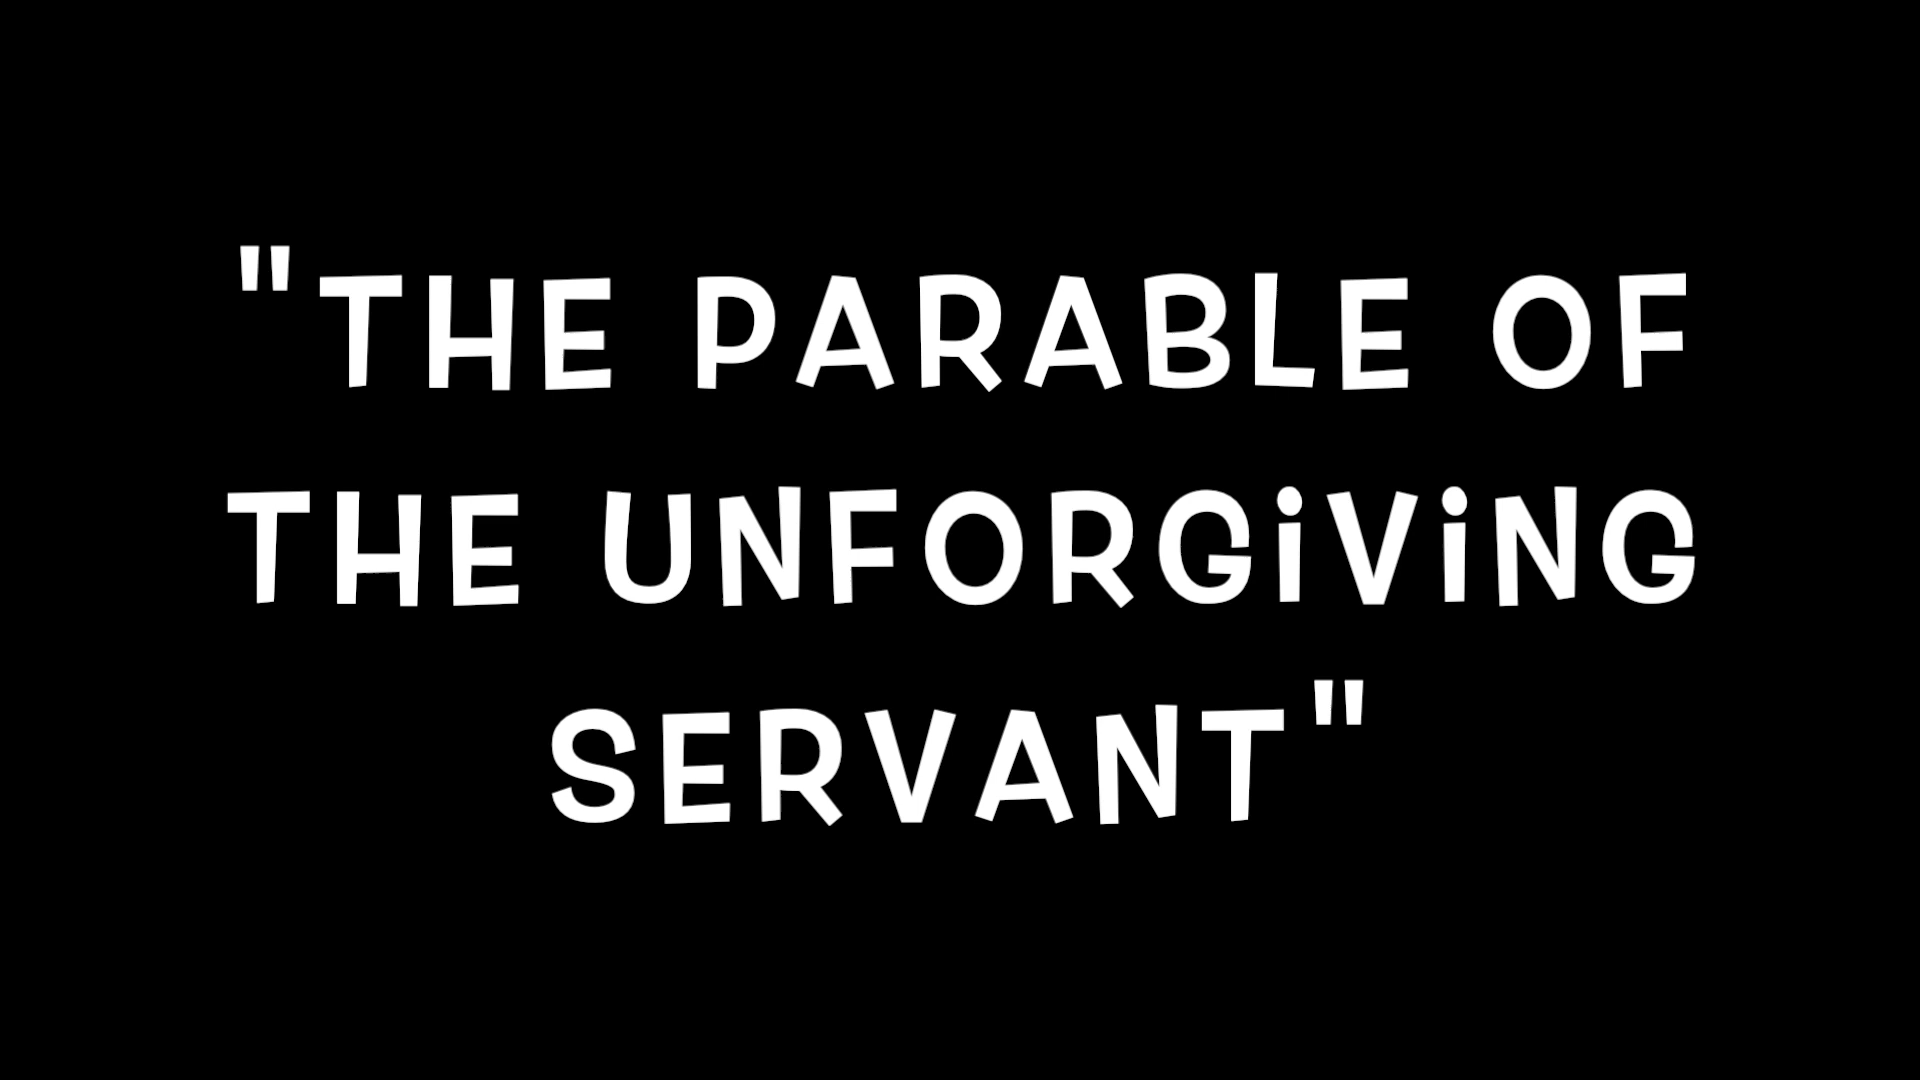 "THE PARABLE OF
THE UNFORGiViNG
SERVANT"